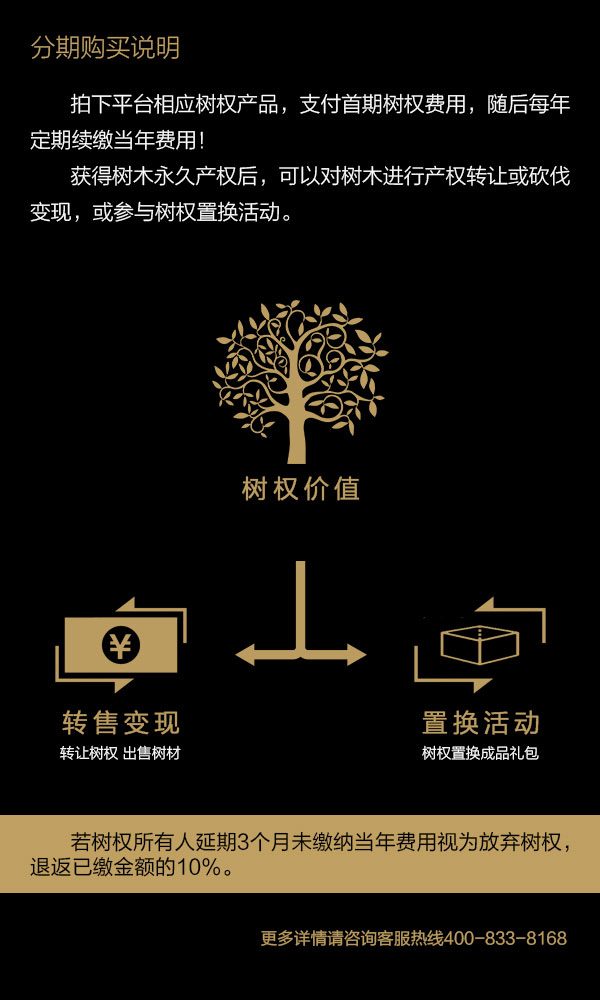 分期购买说明
拍下平台相应树权产品，支付首期树权费用，随后每年
定期续缴当年费用！
获得树木永久产权后，可以对树木进行产权转让或砍伐
变现，或参与树权置换活动。
树权价值
¥
转售变现
转让树权 出售树材
置换活动
树权置换成品礼包
若树权所有人延期3个月未缴纳当年费用视为放弃树权，
退返已缴金额的10%。
更多详情请咨询客服热线400-833-8168